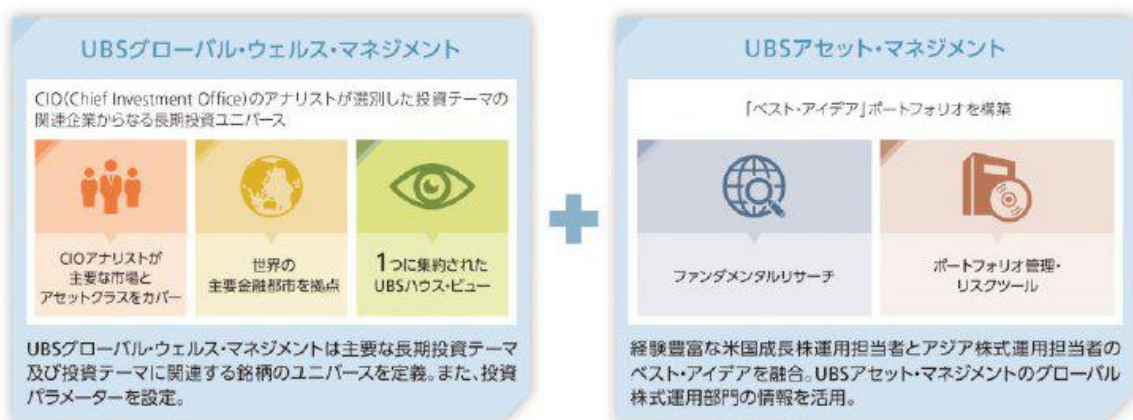 UBSグローバル・ウェルス・マネジメント
CIO(Chief Investment Office)のアナリストが選別した投資テーマの
関連企業からなる長期投資ユニバース
CIOアナリストが
主要な市場と
アセットクラスをカバー
世界の
主要金融都市を拠点
1つに集約された
UBSハウス・ビュー
UBSグローバル・ウェルス・マネジメントは主要な長期投資テーマ
及び投資テーマに関連する銘柄のユニバースを定義。また、投資
パラメーターを設定。
UBSアセット・マネジメント
「ベスト・アイデア」ポートフォリオを構築
ファンダメンタルリサーチ
ポートフォリオ管理・
リスクツール
経験豊富な米国成長株運用担当者とアジア株式運用担当者の
ベスト・アイデアを融合。UBSアセット・マネジメントのグローバル
株式運用部門の情報を活用。